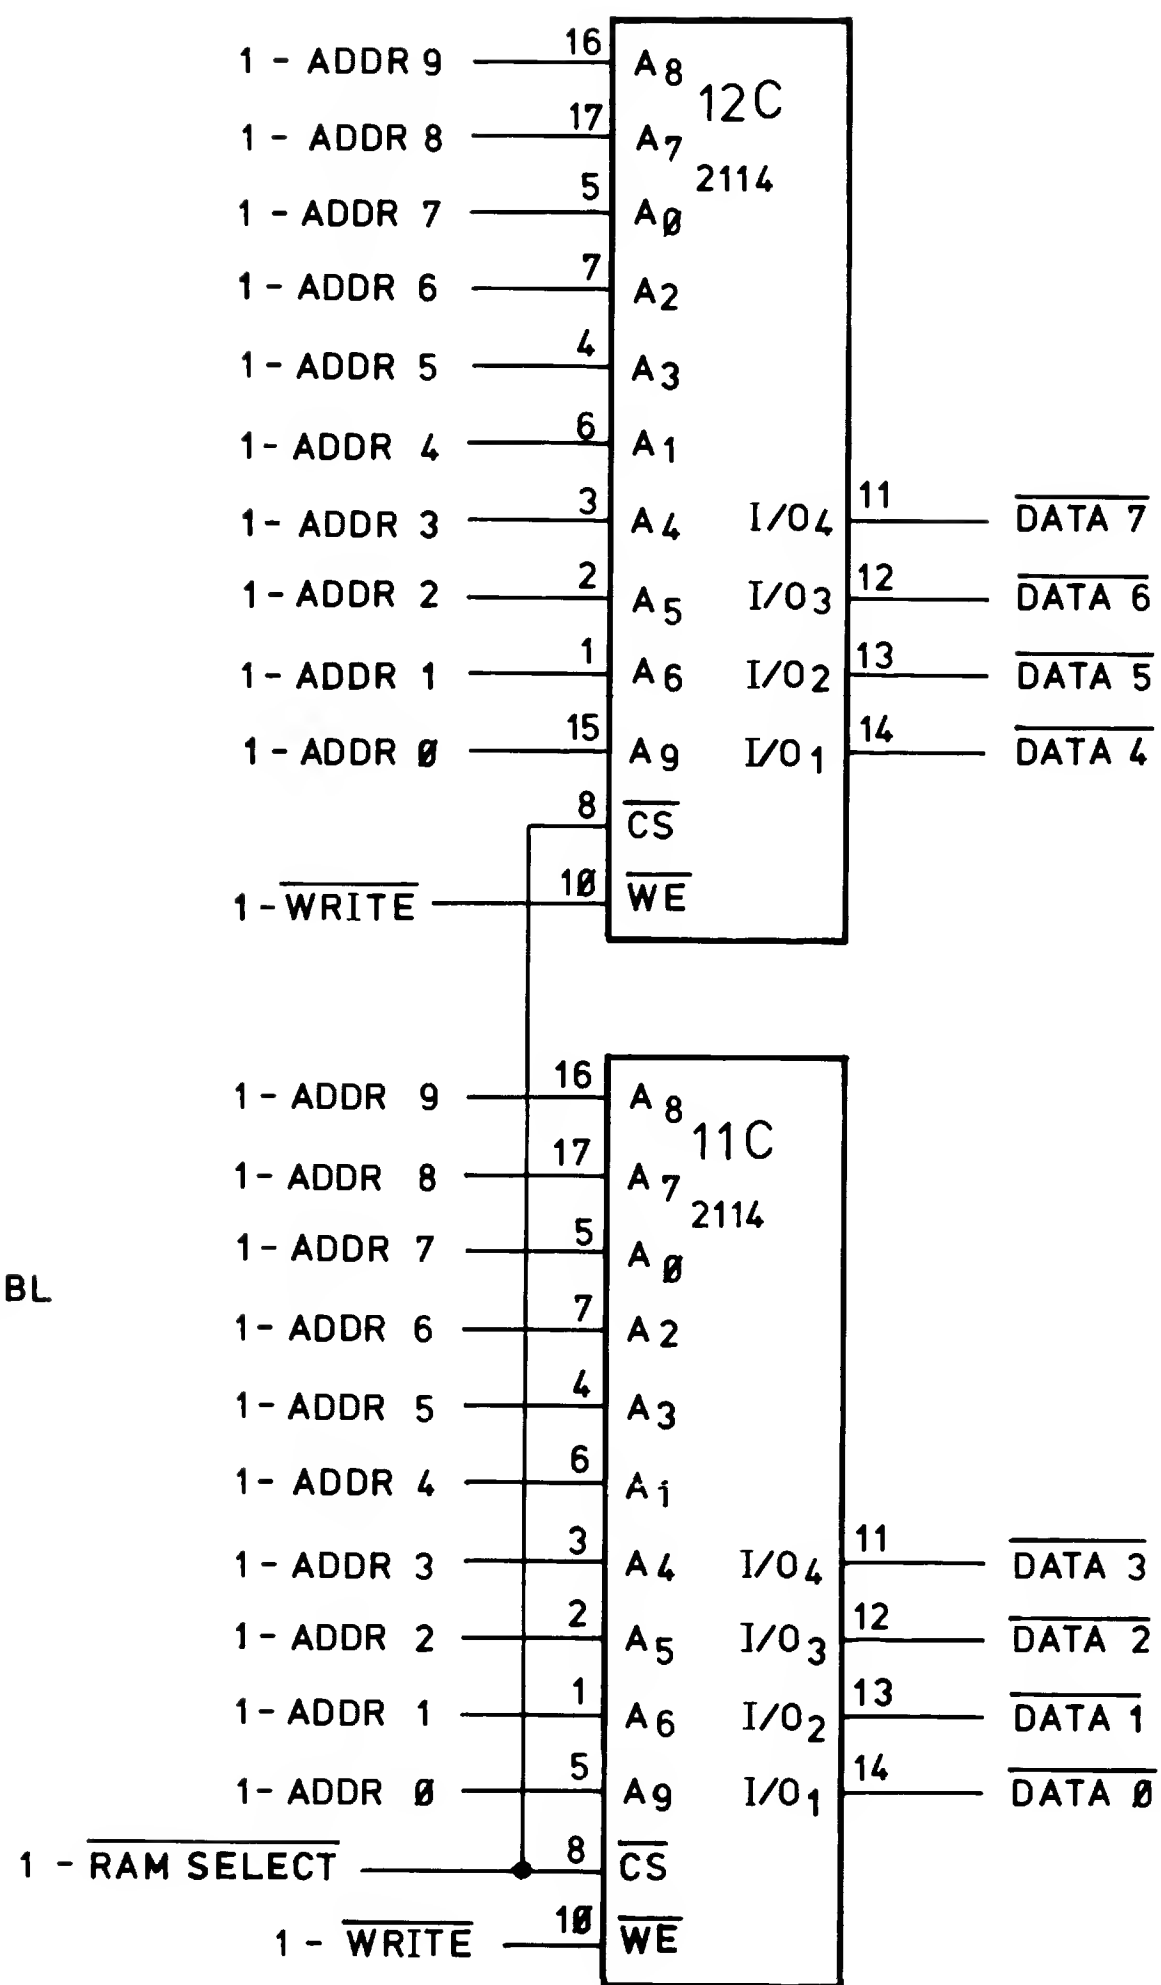 1 - ADDR 9 16 A8
12C
1 - ADDR 8 17 A7
2114
1 - ADDR 7 5 AØ
1 - ADDR 6 7 A2
1 - ADDR 5 4 A3
1 - ADDR 4 6 A1
1 - ADDR 3 3 A4 I/O4 11 DATA 7
1 - ADDR 2 2 A5 I/O3 12 DATA 6
1 - ADDR 1 1 A6 I/O2 13 DATA 5
1 - ADDR Ø 15 A9 I/O1 14 DATA 4
8 CS
1 - WRITE 1Ø WE
1 - ADDR 9 16 A8
11C
1 - ADDR 8 17 A7
2114
1 - ADDR 7 5 AØ
BL
1 - ADDR 6 7 A2
1 - ADDR 5 4 A3
1 - ADDR 4 6 A1
1 - ADDR 3 3 A4 I/O4 11 DATA 3
1 - ADDR 2 2 A5 I/O3 12 DATA 2
1 - ADDR 1 1 A6 I/O2 13 DATA 1
1 - ADDR Ø 5 A9 I/O1 14 DATA Ø
1 - RAM SELECT 8 CS
1 - WRITE 1Ø WE